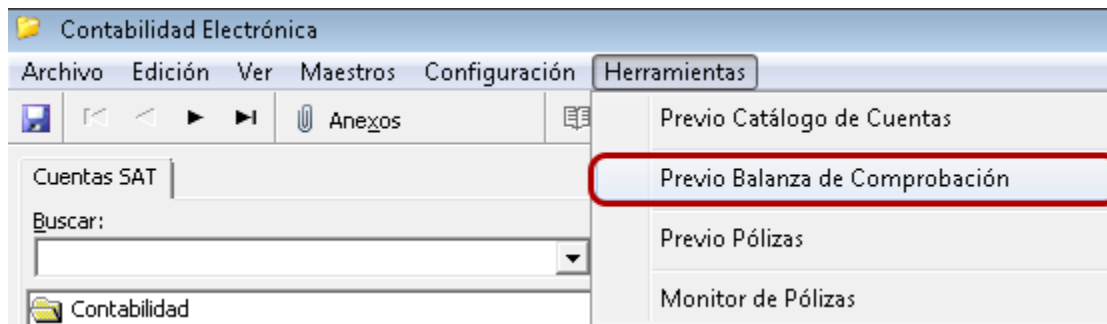 Contabilidad Electrónica
Archivo Edición Ver Maestros Configuración Herramientas
Anexos
Previo Catálogo de Cuentas
Cuentas SAT
Previo Balanza de Comprobación
Buscar:
Previo Pólizas
Contabilidad
Monitor de Pólizas